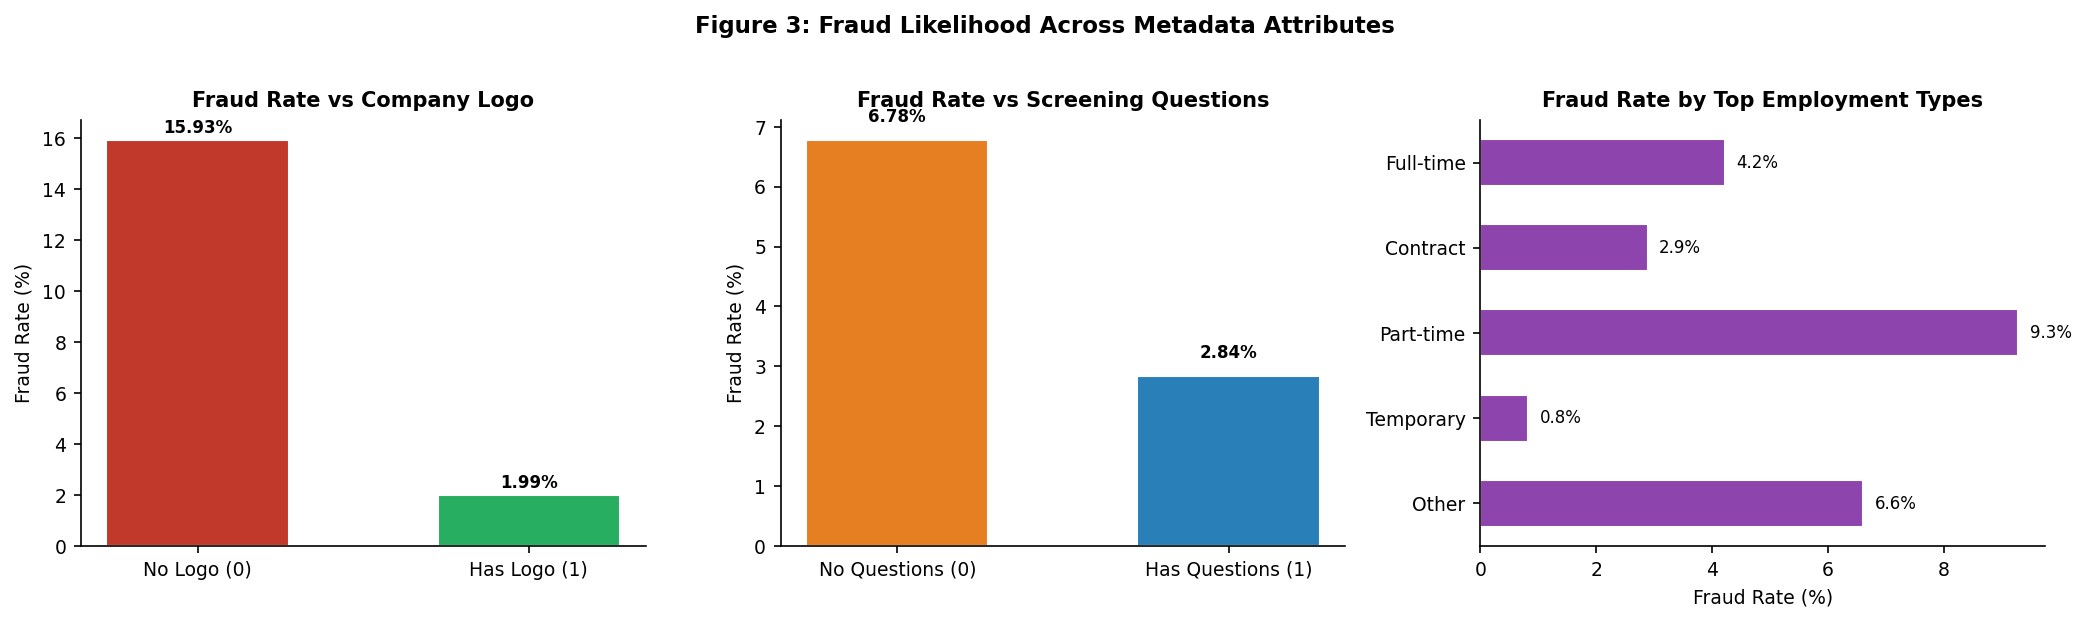 Figure 3: Fraud Likelihood Across Metadata Attributes
Fraud Rate vs Company Logo
Fraud Rate (%)
16
14
12
10
8
6
4
2
0
15.93%
1.99%
No Logo (0)
Has Logo (1)
Fraud Rate vs Screening Questions
Fraud Rate (%)
7
6
5
4
3
2
1
0
6.78%
2.84%
No Questions (0)
Has Questions (1)
Fraud Rate by Top Employment Types
Full-time
4.2%
Contract
2.9%
Part-time
9.3%
Temporary
0.8%
Other
6.6%
0
2
4
6
8
Fraud Rate (%)